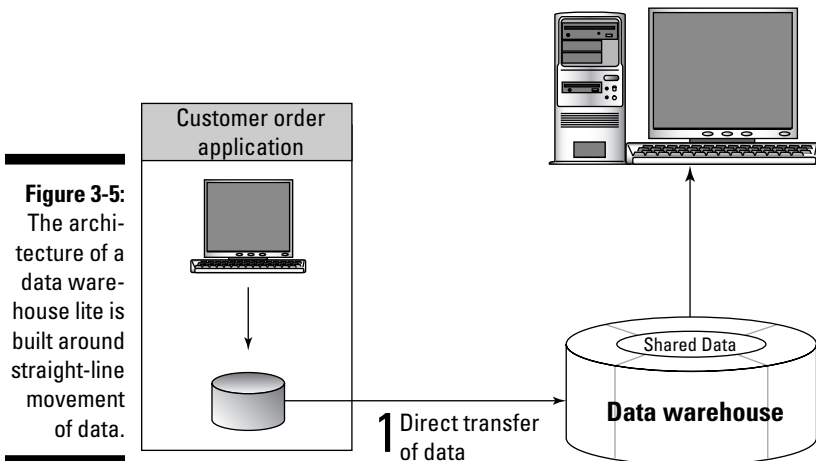 Customer order
application
Figure 3-5:
The archi-
tecture of a
data ware-
house lite is
built around
straight-line
movement
of data.
Shared Data
Data warehouse
1 Direct transfer
of data